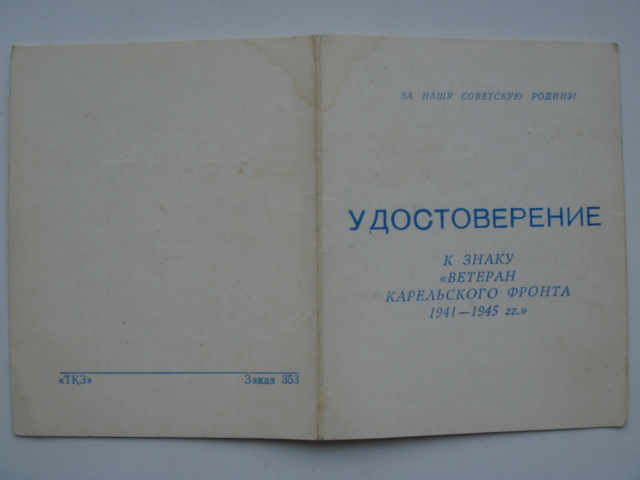 ЗА НАШУ СОВЕТСКУЮ РОДИНУ!
УДОСТОВЕРЕНИЕ
К ЗНАКУ
«ВЕТЕРАН
КАРЕЛЬСКОГО ФРОНТА
1941—1945 гг.»
«ТКЗ» Заказ 353